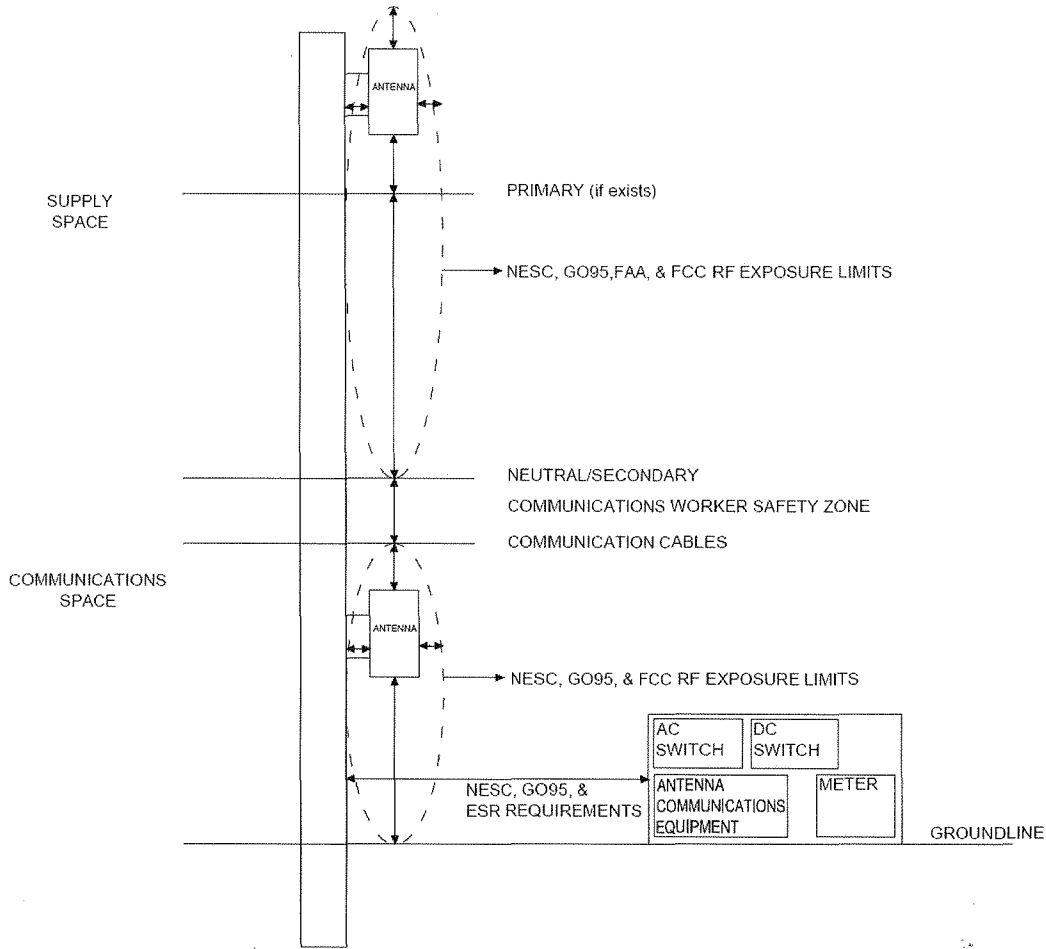 ANTENNA
SUPPLY
SPACE
PRIMARY (if exists)
NESC, GO95,FAA, & FCC RF EXPOSURE LIMITS
NEUTRAL/SECONDARY
COMMUNICATIONS WORKER SAFETY ZONE
COMMUNICATION CABLES
COMMUNICATIONS
SPACE
ANTENNA
NESC, GO95, & FCC RF EXPOSURE LIMITS
AC
SWITCH
DC
SWITCH
NESC, GO95, &
ESR REQUIREMENTS
ANTENNA
COMMUNICATIONS
EQUIPMENT
METER
GROUNDLINE